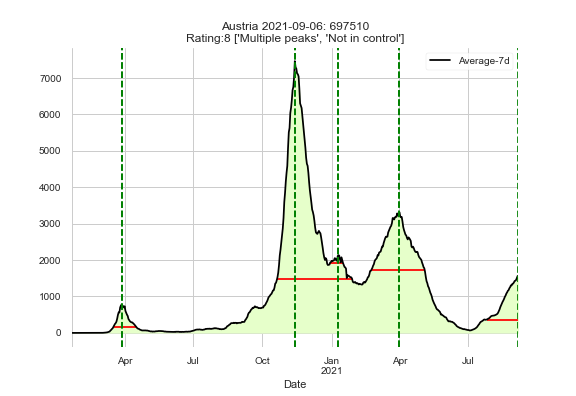 Austria 2021-09-06: 697510
Rating:8 ['Multiple peaks', 'Not in control']
Average-7d
7000
6000
5000
4000
3000
2000
1000
0
Apr
Jul
Oct
Jan
2021
Apr
Jul
Date